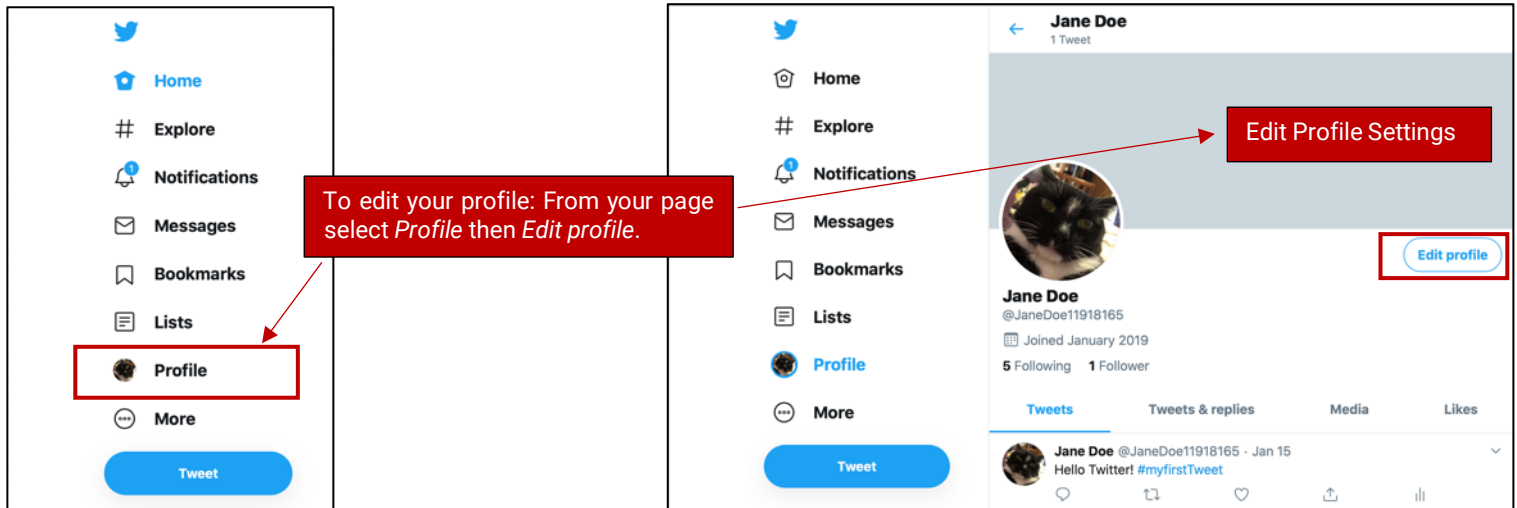 Home
Explore
1
Notifications
Messages
Bookmarks
Lists
Profile
More
Tweet
To edit your profile: From your page
select Profile then Edit profile.
Home
Explore
1
Notifications
Messages
Bookmarks
Lists
Profile
More
Tweet
Jane Doe
1 Tweet
Edit Profile Settings
Edit profile
Jane Doe
@JaneDoe11918165
Joined January 2019
5 Following 1 Follower
Tweets Tweets & replies Media Likes
Jane Doe @JaneDoe11918165 · Jan 15
Hello Twitter! #myfirstTweet